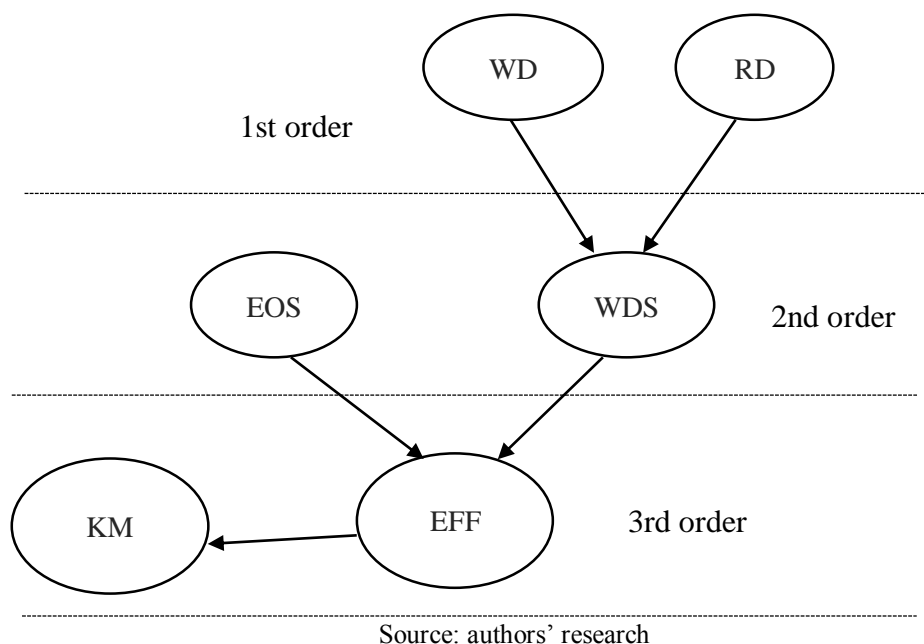 WD
RD
1st order
EOS
WDS
2nd order
KM
EFF
3rd order
Source: authors’ research